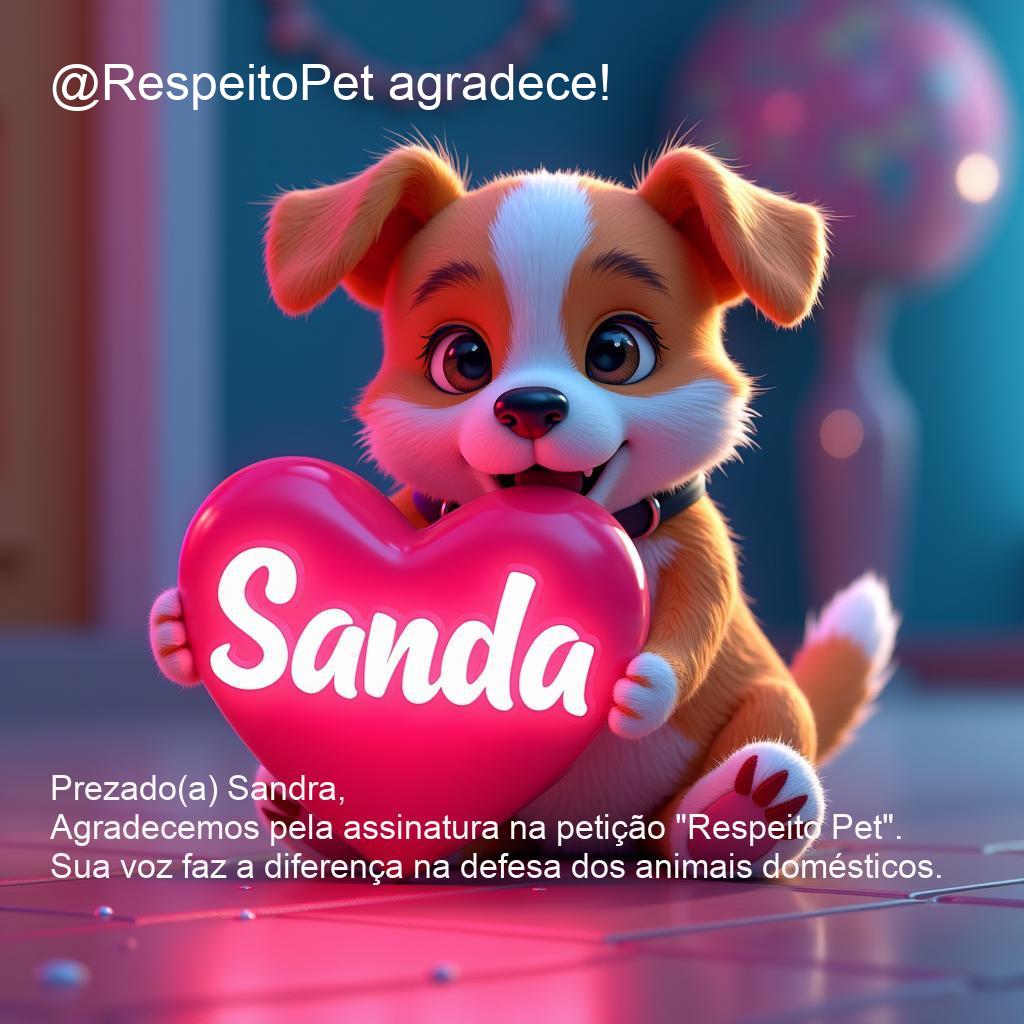 @RespeitoPet agradece!
Sanda
Prezado(a) Sandra,
Agradecemos pela assinatura na petição "Respeito Pet".
Sua voz faz a diferença na defesa dos animais domésticos.